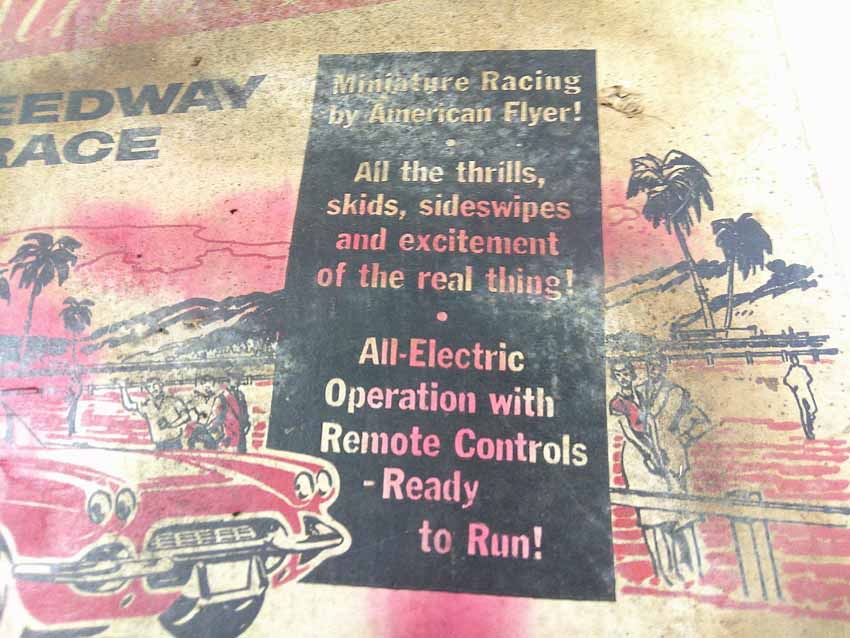 EEDWAY
RACE
Miniature Racing
by American Flyer!
•
All the thrills,
skids, sideswipes
and excitement
of the real thing!
•
All-Electric
Operation with
Remote Controls
-Ready
to Run!